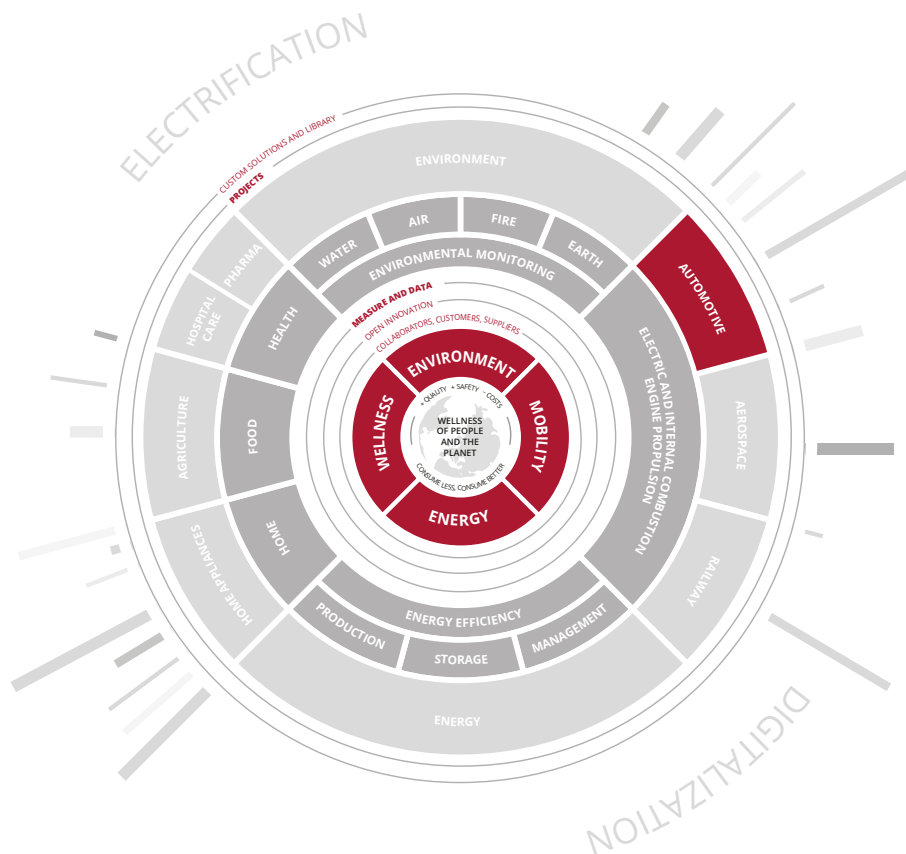 ELECTRIFICATION
CUSTOM SOLUTIONS AND LIBRARY
PROJECTS
ENVIRONMENT
WATER
AIR
FIRE
EARTH
ENVIRONMENTAL MONITORING
PHARMA
HOSPITAL
CARE
HEALTH
AUTOMOTIVE
MEASURE AND DATA
OPEN INNOVATION
COLLABORATORS, CUSTOMERS, SUPPLIERS
ENVIRONMENT
WELLNESS
MOBILITY
ENERGY
+ QUALITY + SAFETY - COSTS
WELLNESS
OF PEOPLE
AND THE
PLANET
CONSUME LESS, CONSUME BETTER
AGRICULTURE
FOOD
ELECTRIC AND INTERNAL COMBUSTION
ENGINE PROPULSION
AEROSPACE
HOME APPLIANCES
HOME
RAILWAY
ENERGY EFFICIENCY
PRODUCTION
STORAGE
MANAGEMENT
ENERGY
DIGITALIZATION